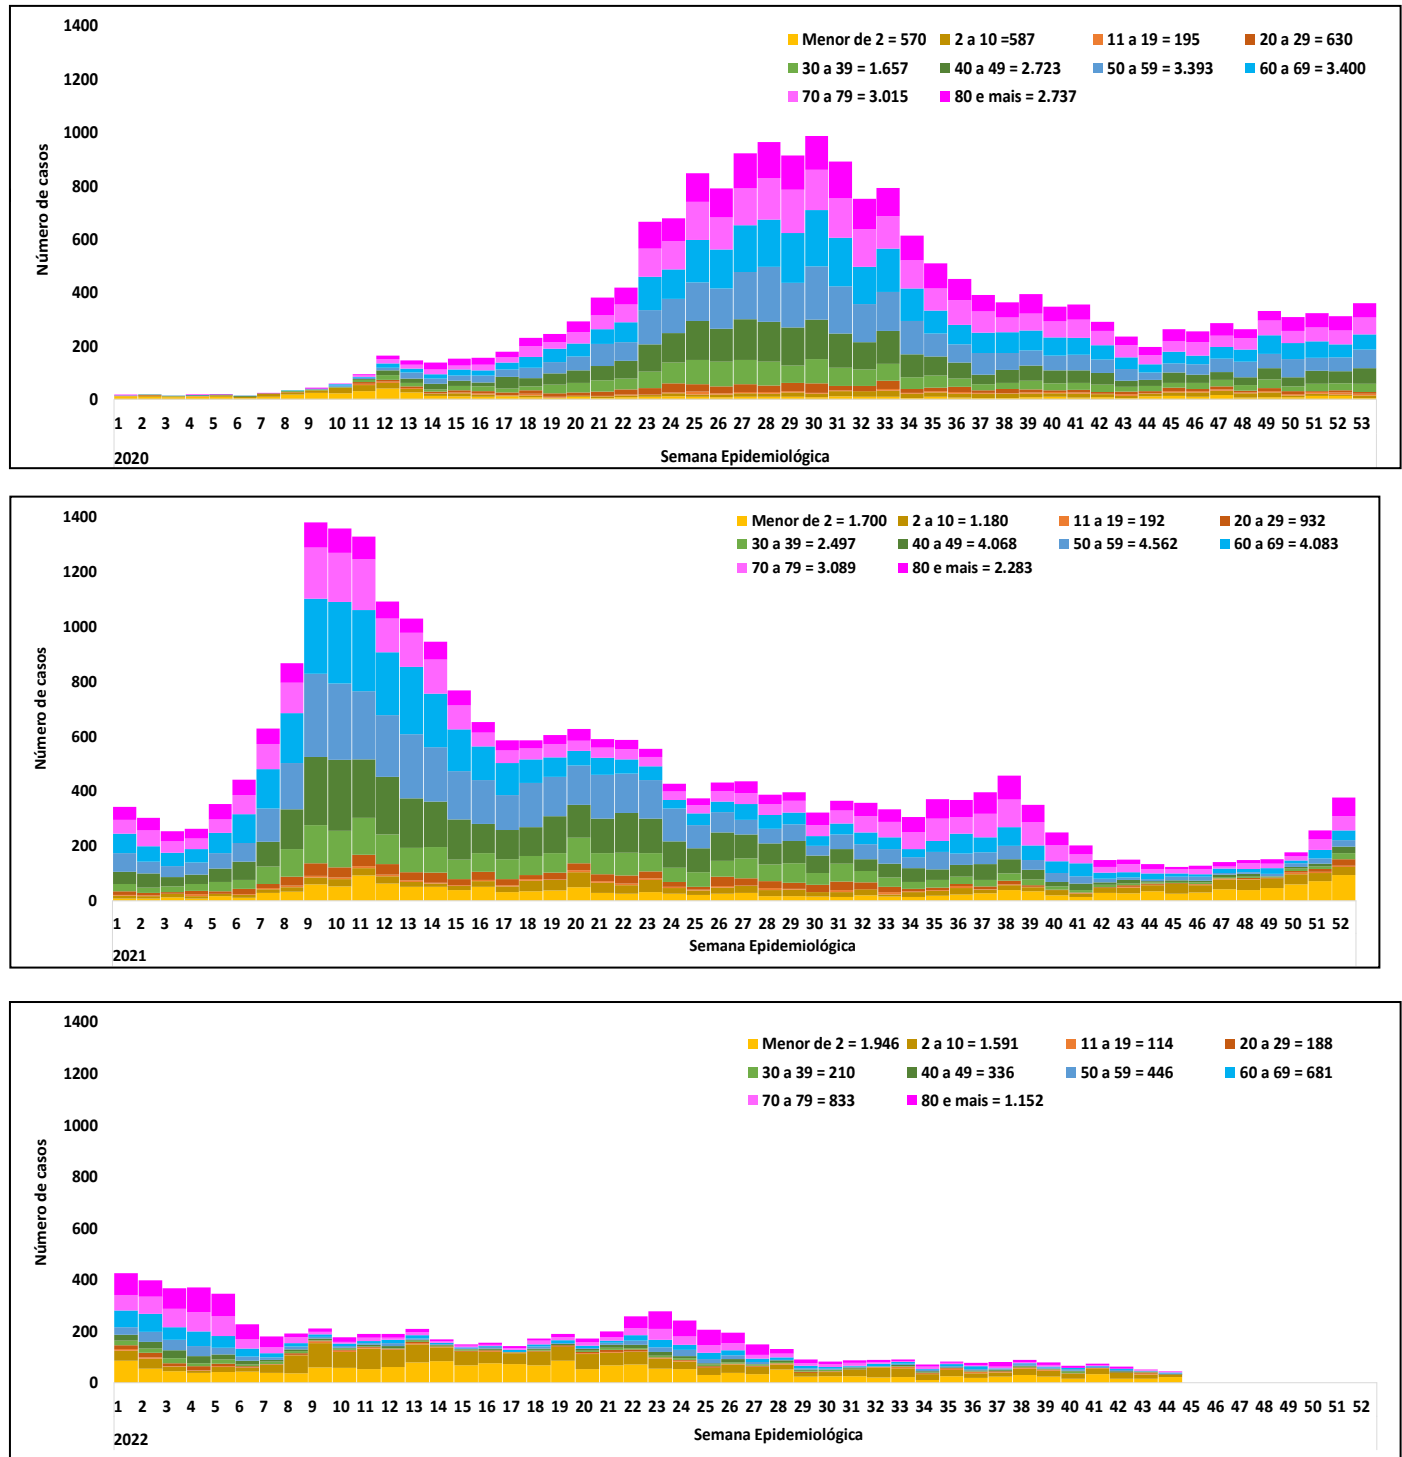 1400
Menor de 2 = 570 2 a 10 =587 11 a 19 = 195 20 a 29 = 630
1200
30 a 39 = 1.657 40 a 49 = 2.723 50 a 59 = 3.393 60 a 69 = 3.400
70 a 79 = 3.015 80 e mais = 2.737
1000
800
600
400
200
0
Número de casos
1 2 3 4 5 6 7 8 9 10 11 12 13 14 15 16 17 18 19 20 21 22 23 24 25 26 27 28 29 30 31 32 33 34 35 36 37 38 39 40 41 42 43 44 45 46 47 48 49 50 51 52 53
2020
Semana Epidemiológica
1400
Menor de 2 = 1.700 2 a 10 = 1.180 11 a 19 = 192 20 a 29 = 932
30 a 39 = 2.497 40 a 49 = 4.068 50 a 59 = 4.562 60 a 69 = 4.083
1200
70 a 79 = 3.089 80 e mais = 2.283
1000
800
600
400
200
0
Número de casos
1 2 3 4 5 6 7 8 9 10 11 12 13 14 15 16 17 18 19 20 21 22 23 24 25 26 27 28 29 30 31 32 33 34 35 36 37 38 39 40 41 42 43 44 45 46 47 48 49 50 51 52
Semana Epidemiológica
2021
1400
Menor de 2 = 1.946 2 a 10 = 1.591 11 a 19 = 114 20 a 29 = 188
1200
30 a 39 = 210 40 a 49 = 336 50 a 59 = 446 60 a 69 = 681
70 a 79 = 833 80 e mais = 1.152
1000
800
600
400
200
0
Número de casos
1 2 3 4 5 6 7 8 9 10 11 12 13 14 15 16 17 18 19 20 21 22 23 24 25 26 27 28 29 30 31 32 33 34 35 36 37 38 39 40 41 42 43 44 45 46 47 48 49 50 51 52
Semana Epidemiológica
2022